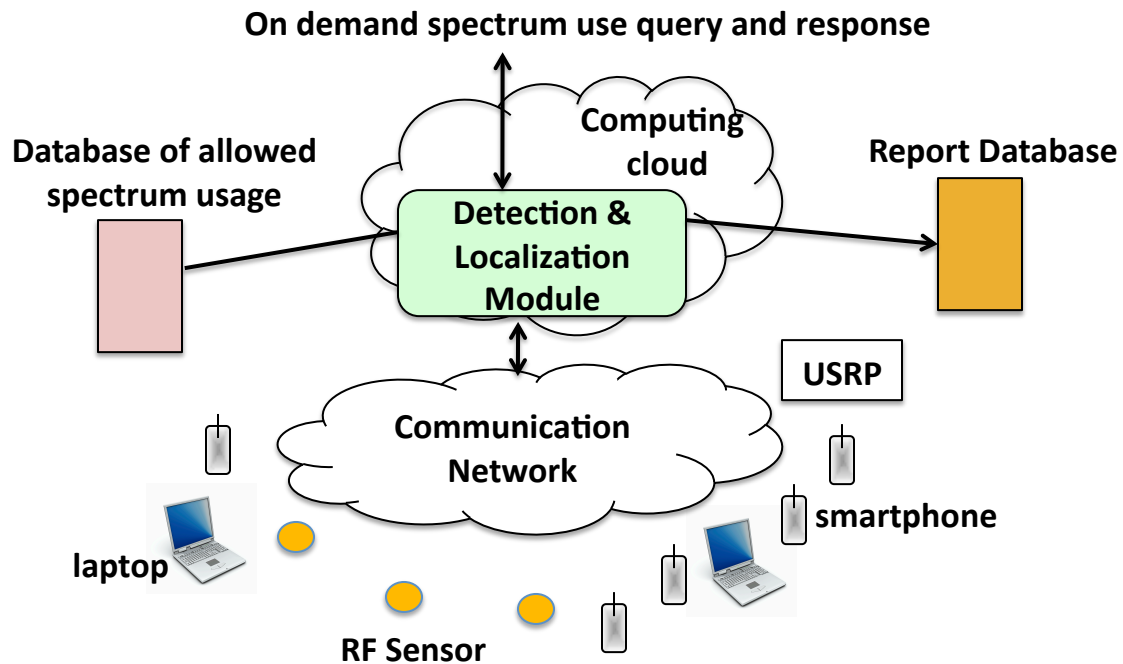 On demand spectrum use query and response
Computing
cloud
Database of allowed
spectrum usage
Report Database
Detection &
Localization
Module
USRP
Communication
Network
smartphone
laptop
RF Sensor